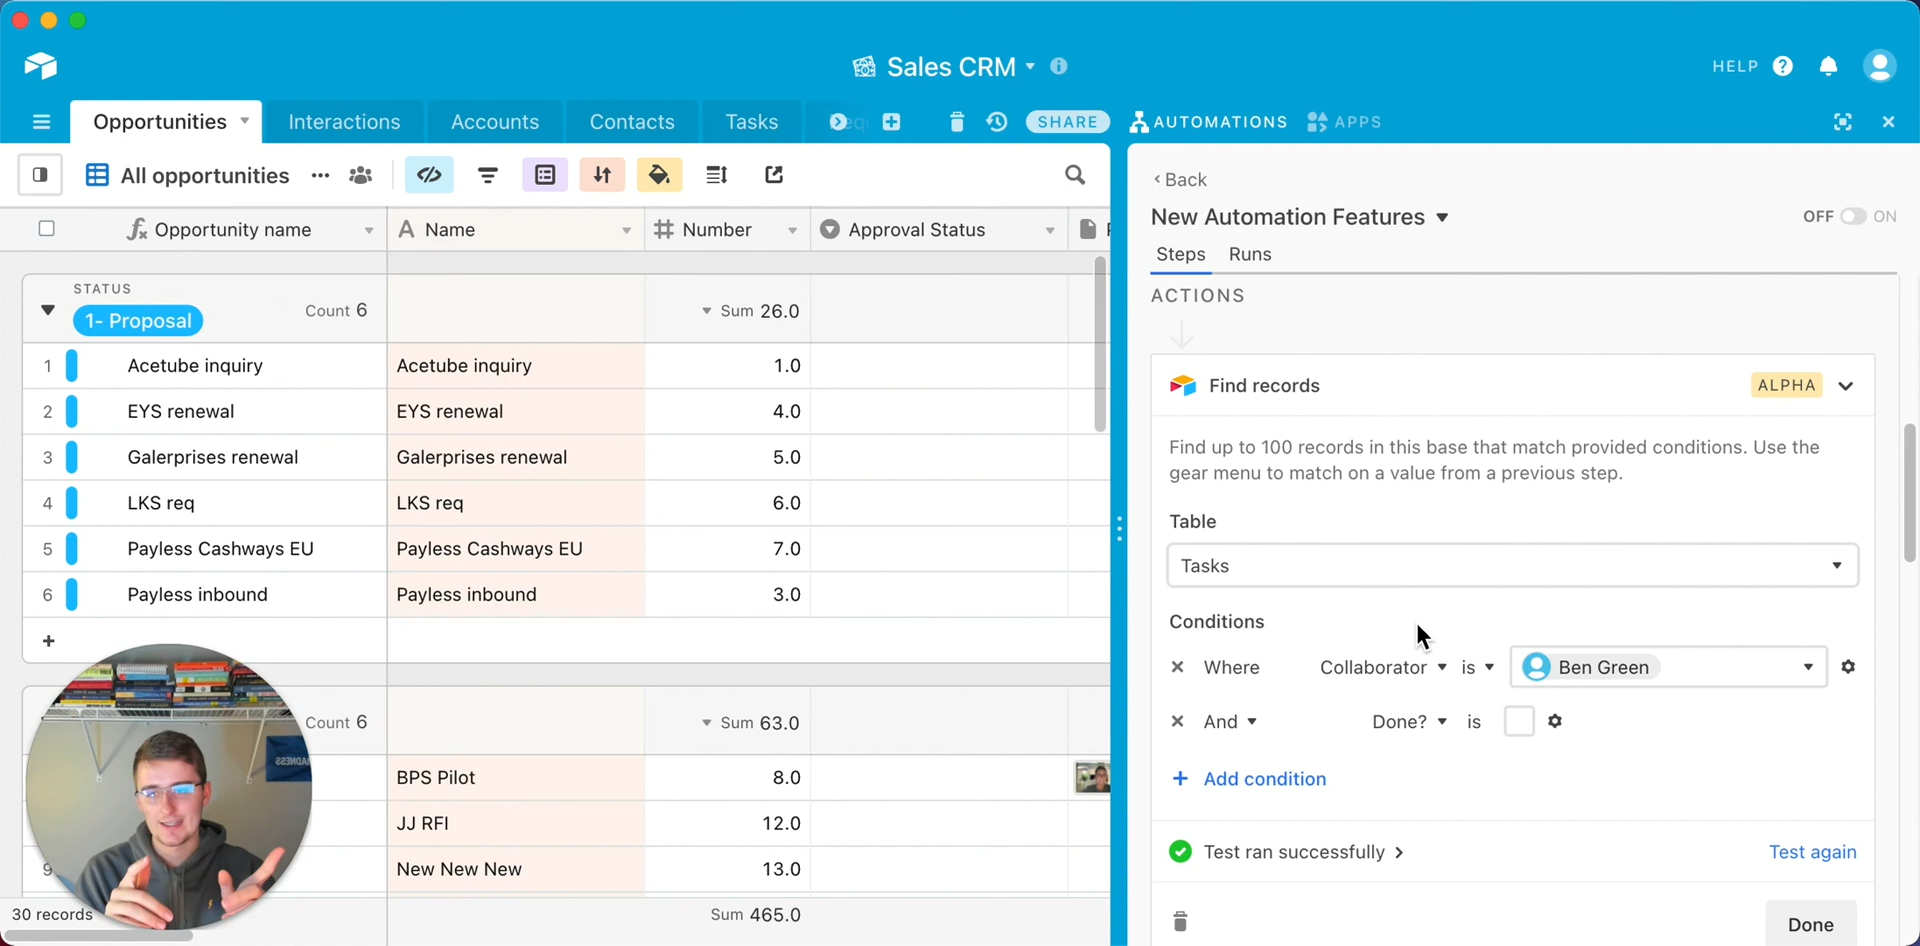 Sales CRM
HELP
Opportunities
Interactions
Accounts
Contacts
Tasks
SHARE
AUTOMATIONS
APPS
All opportunities
Opportunity name
Name
Number
Approval Status
STATUS
1- Proposal
Count 6
Sum 26.0
1 Acetube inquiry Acetube inquiry 1.0
2 EYS renewal EYS renewal 4.0
3 Galerprises renewal Galerprises renewal 5.0
4 LKS req LKS req 6.0
5 Payless Cashways EU Payless Cashways EU 7.0
6 Payless inbound Payless inbound 3.0
+
Count 6
Sum 63.0
BPS Pilot 8.0
JJ RFI 12.0
9 New New New 13.0
30 records
Sum 465.0
Back
New Automation Features
OFF ON
Steps Runs
ACTIONS
Find records
ALPHA
Find up to 100 records in this base that match provided conditions. Use the
gear menu to match on a value from a previous step.
Table
Tasks
Conditions
Where Collaborator is Ben Green
And Done? is
+ Add condition
Test ran successfully
Test again
Done